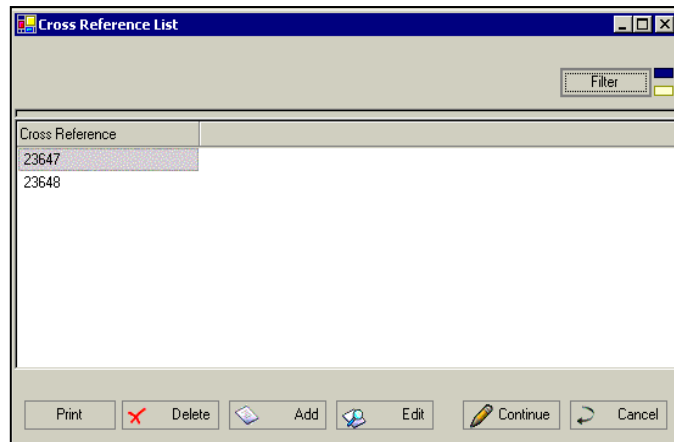 Cross Reference List
Filter
Cross Reference
23647
23648
Print Delete Add Edit Continue Cancel